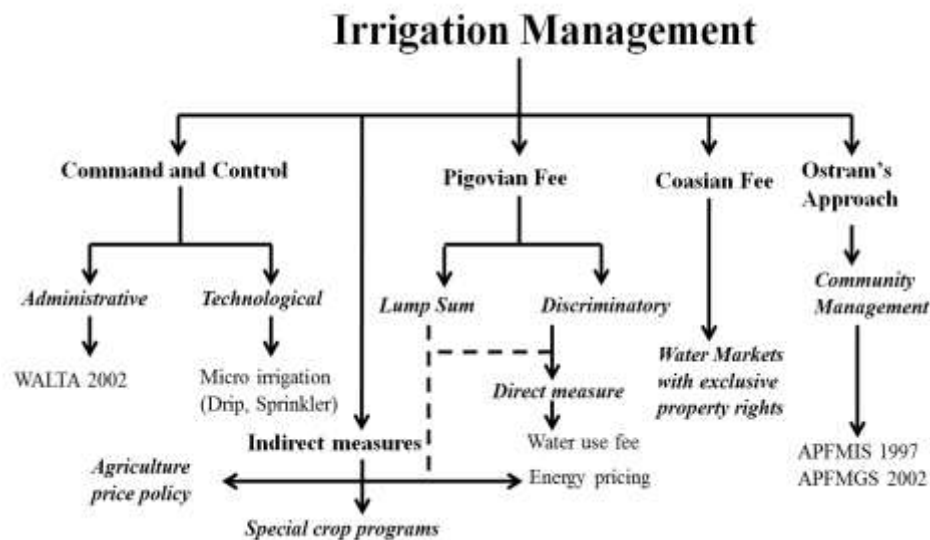 Irrigation Management
Command and Control
Pigovian Fee
Coasian Fee
Ostram's
Approach
Administrative
Technological
Lump Sum
Discriminatory
Community
Management
WALTA 2002
Micro irrigation
(Drip, Sprinkler)
Direct measure
Water Markets
with exclusive
property rights
Indirect measures
Water use fee
Energy pricing
APFMIS 1997
APFMGS 2002
Agriculture
price policy
Special crop programs